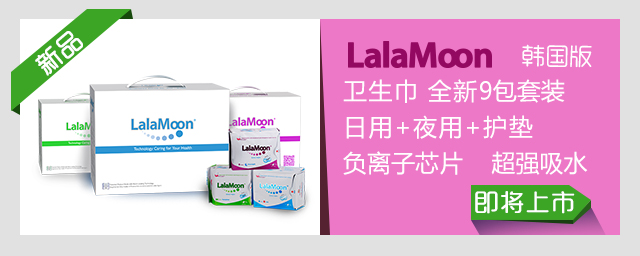 新品
LalaMoon
Technology Caring for Your Health
LalaMoon
LalaMoon
LalaMoon
LalaMoon
LalaMoon 韩国版
卫生巾 全新9包套装
日用+夜用+护垫
负离子芯片 超强吸水
即将上市